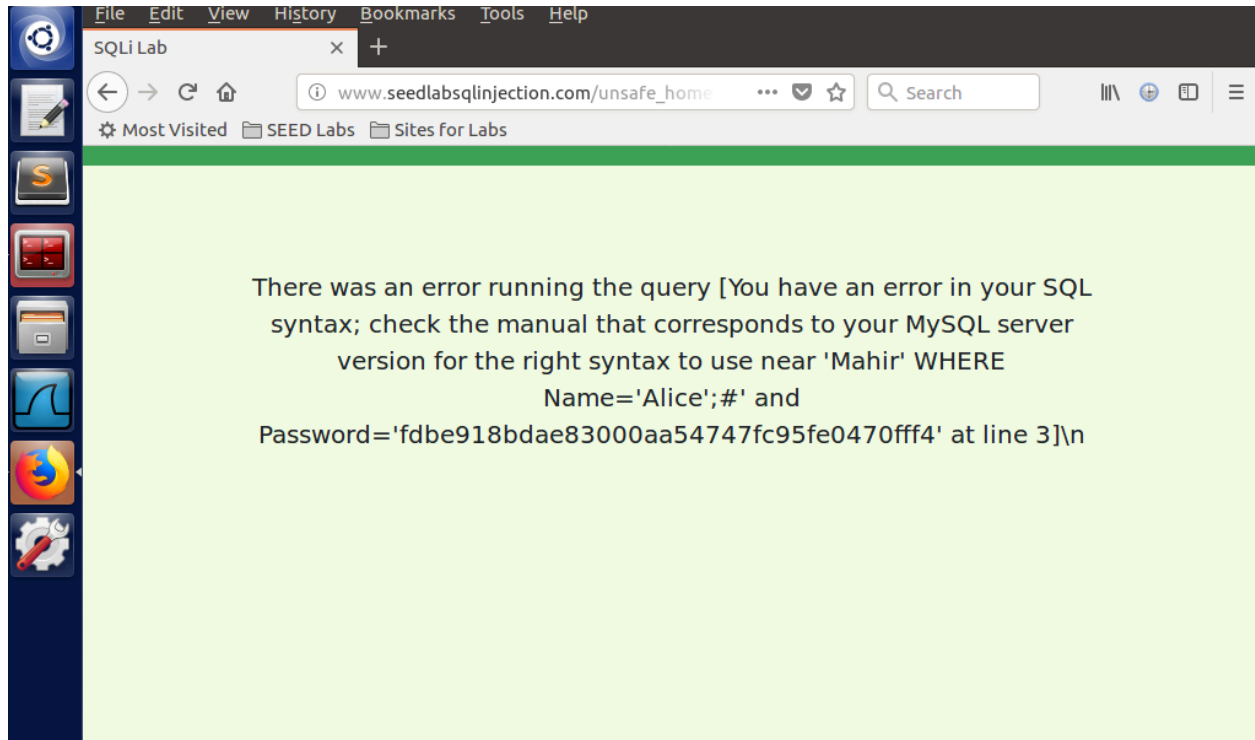 File Edit View History Bookmarks Tools Help
SQLi Lab × +
www.seedlabsqlinjection.com/unsafe_home
Search
Most Visited SEED Labs Sites for Labs
There was an error running the query [You have an error in your SQL
syntax; check the manual that corresponds to your MySQL server
version for the right syntax to use near 'Mahir' WHERE
Name='Alice';#' and
Password='fdbe918bdae83000aa54747fc95fe0470fff4' at line 3]\n